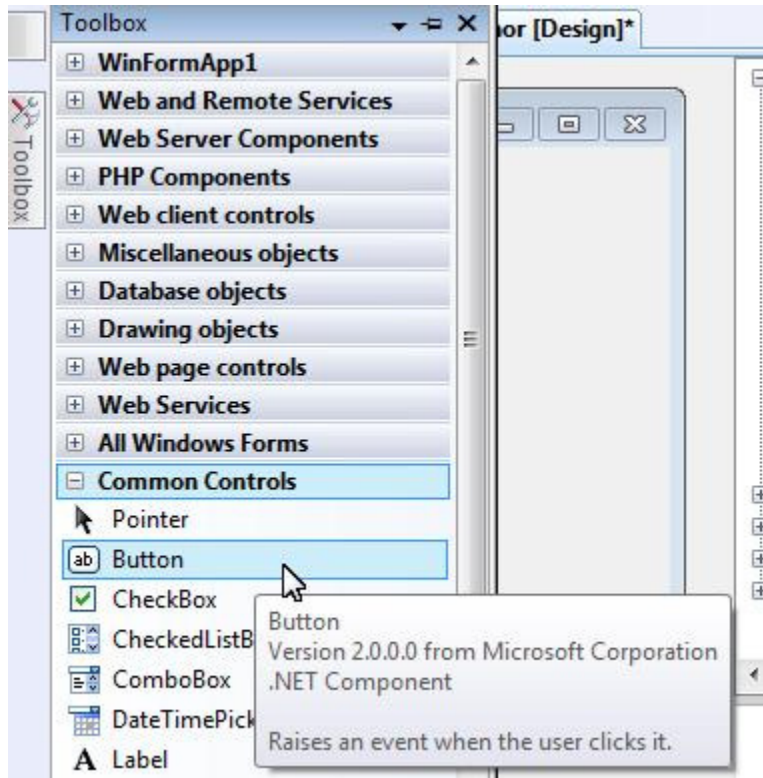 Toolbox
or [Design]*
WinFormApp1
Web and Remote Services
Web Server Components
PHP Components
Web client controls
Miscellaneous objects
Database objects
Drawing objects
Web page controls
Web Services
All Windows Forms
Common Controls
Pointer
ab Button
CheckBox
CheckedListB
ComboBox
DateTimePick
A Label
Button
Version 2.0.0.0 from Microsoft Corporation
.NET Component
Raises an event when the user clicks it.
Toolbox